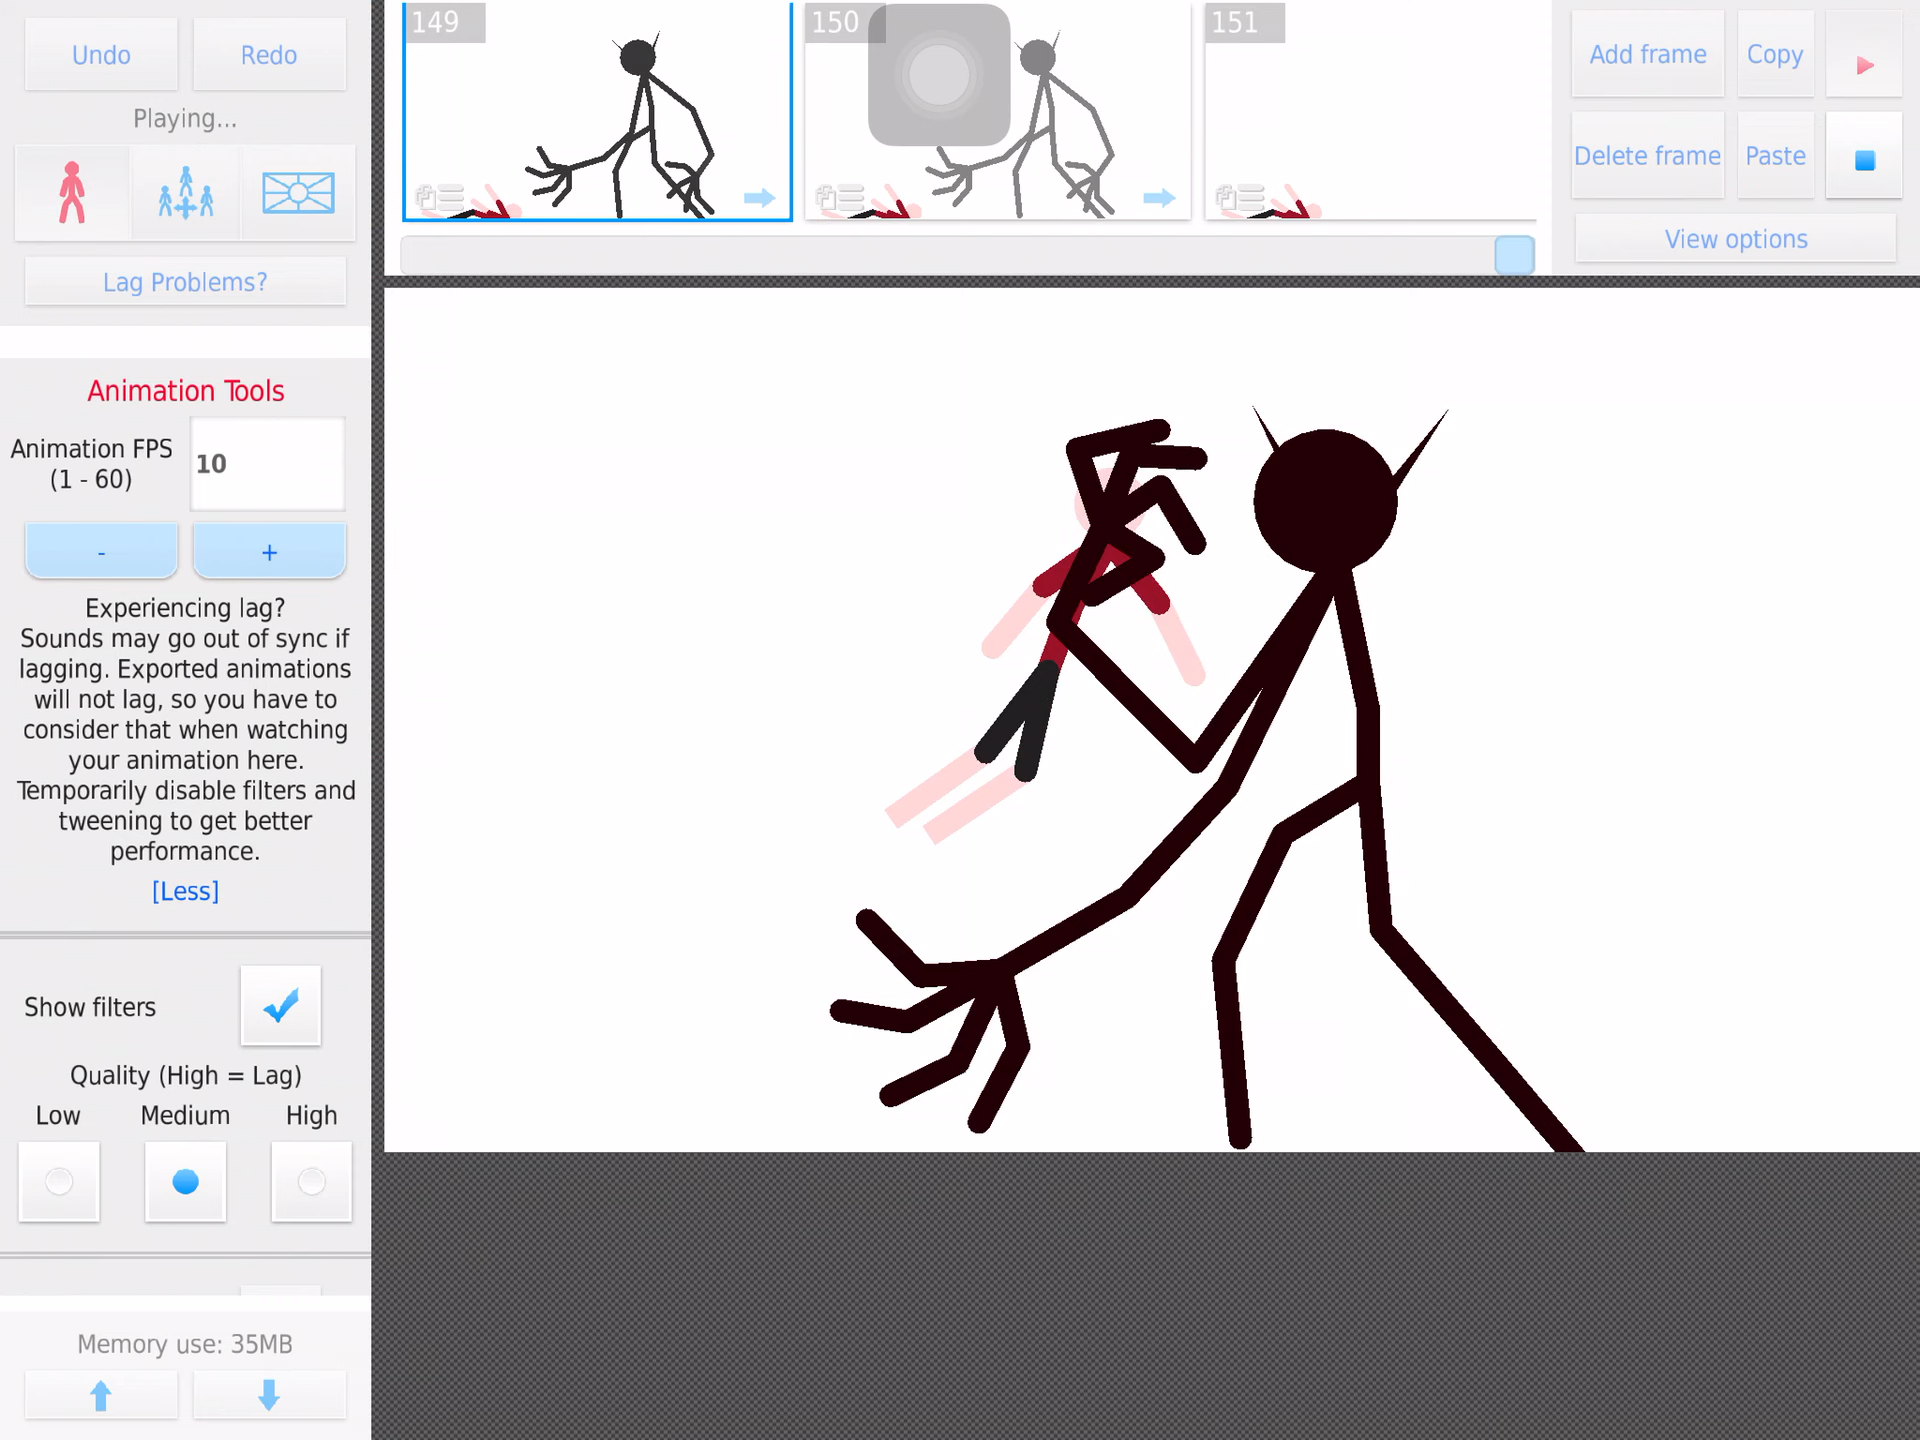 Undo
Redo
Playing...
Lag Problems?
149
150
151
Add frame
Copy
Delete frame
Paste
View options
Animation Tools
Animation FPS
(1 - 60)
10
-
+
Experiencing lag?
Sounds may go out of sync if
lagging. Exported animations
will not lag, so you have to
consider that when watching
your animation here.
Temporarily disable filters and
tweening to get better
performance.
[Less]
Show filters
Quality (High = Lag)
Low
Medium
High
Memory use: 35MB